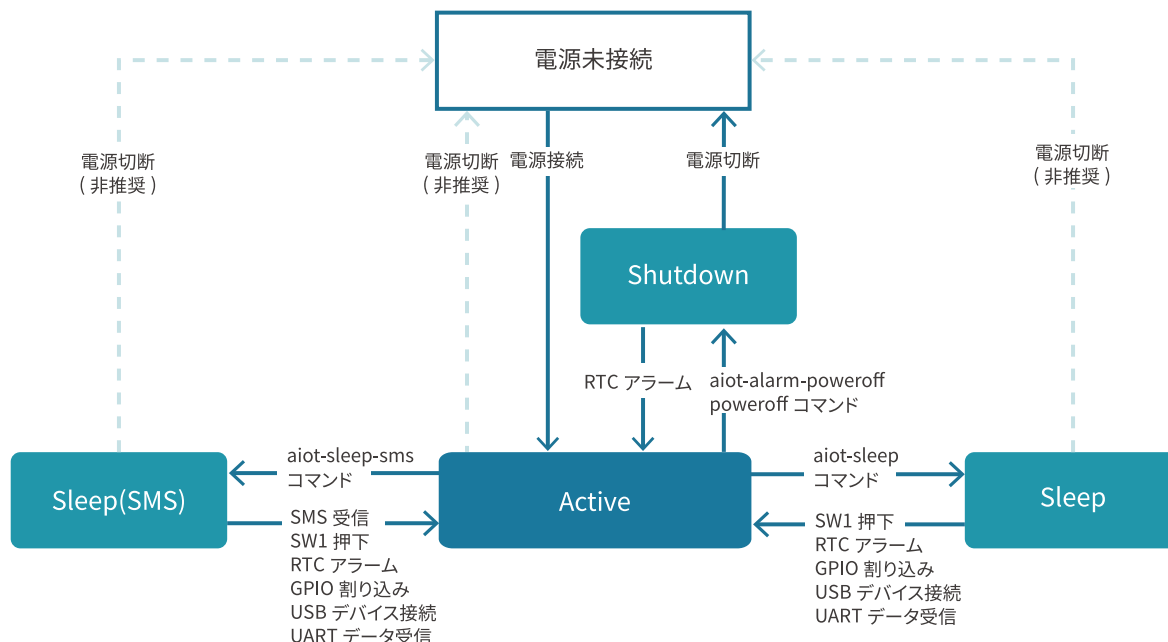 電源未接続
電源切断
( 非推奨 )
電源切断
( 非推奨 )
電源接続
電源切断
電源切断
( 非推奨 )
Shutdown
RTC アラーム
aiot-alarm-poweroff
poweroff コマンド
Sleep(SMS)
aiot-sleep-sms
コマンド
SMS 受信
SW1 押下
RTC アラーム
GPIO 割り込み
USB デバイス接続
UART データ受信
Active
aiot-sleep
コマンド
SW1 押下
RTC アラーム
GPIO 割り込み
USB デバイス接続
UART データ受信
Sleep